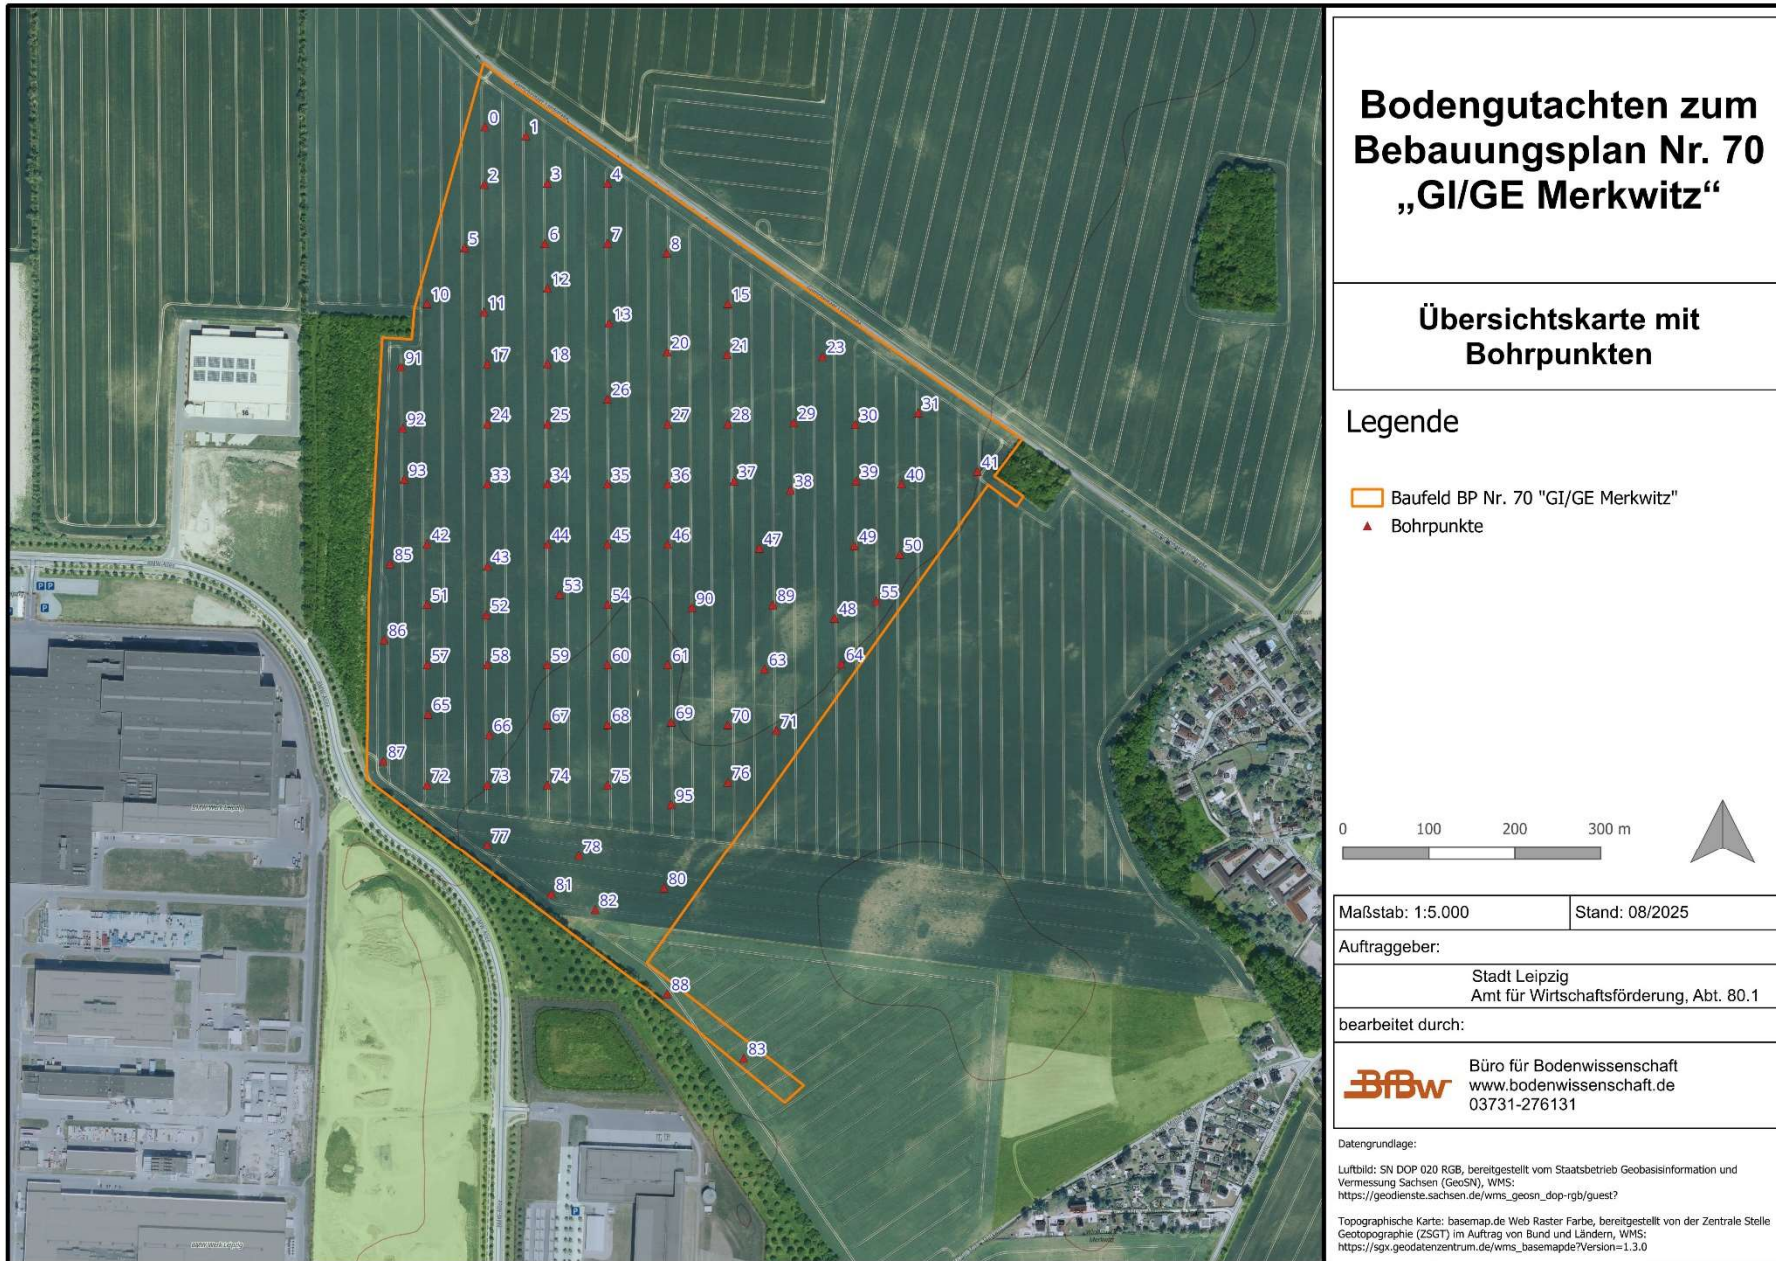 Bodengutachten zum
Bebauungsplan Nr. 70
„GI/GE Merkwitz“
Übersichtskarte mit
Bohrpunkten
Legende
Baufeld BP Nr. 70 "GI/GE Merkwitz"
Bohrpunkte
0 100 200 300 m
Maßstab: 1:5.000
Stand: 08/2025
Auftraggeber:
Stadt Leipzig
Amt für Wirtschaftsförderung, Abt. 80.1
bearbeitet durch:
BfBw
Büro für Bodenwissenschaft
www.bodenwissenschaft.de
03731-276131
Datengrundlage:
Luftbild: SN DOP 020 RGB, bereitgestellt vom Staatsbetrieb Geobasisinformation und
Vermessung Sachsen (GeoSN), WMS:
https://geodienste.sachsen.de/wms_geosn_dop-rgb/guest?
Topographische Karte: basemap.de Web Raster Farbe, bereitgestellt von der Zentrale Stelle
Geotopographie (ZSGT) im Auftrag von Bund und Ländern, WMS:
https://sgx.geodatenzentrum.de/wms_basemapde?Version=1.3.0
0
1
2
3
4
5
6
7
8
10
11
12
13
15
91
17
18
20
21
23
26
92
24
25
27
28
29
30
31
93
33
34
35
36
37
38
39
40
41
85
42
43
44
45
46
47
49
50
51
52
53
54
90
89
48
55
86
57
58
59
60
61
63
64
65
66
67
68
69
70
71
87
72
73
74
75
95
76
77
78
81
82
80
88
83
P P
P
P
BMW Werk Leipzig
BMW Werk Leipzig
Merkwitz